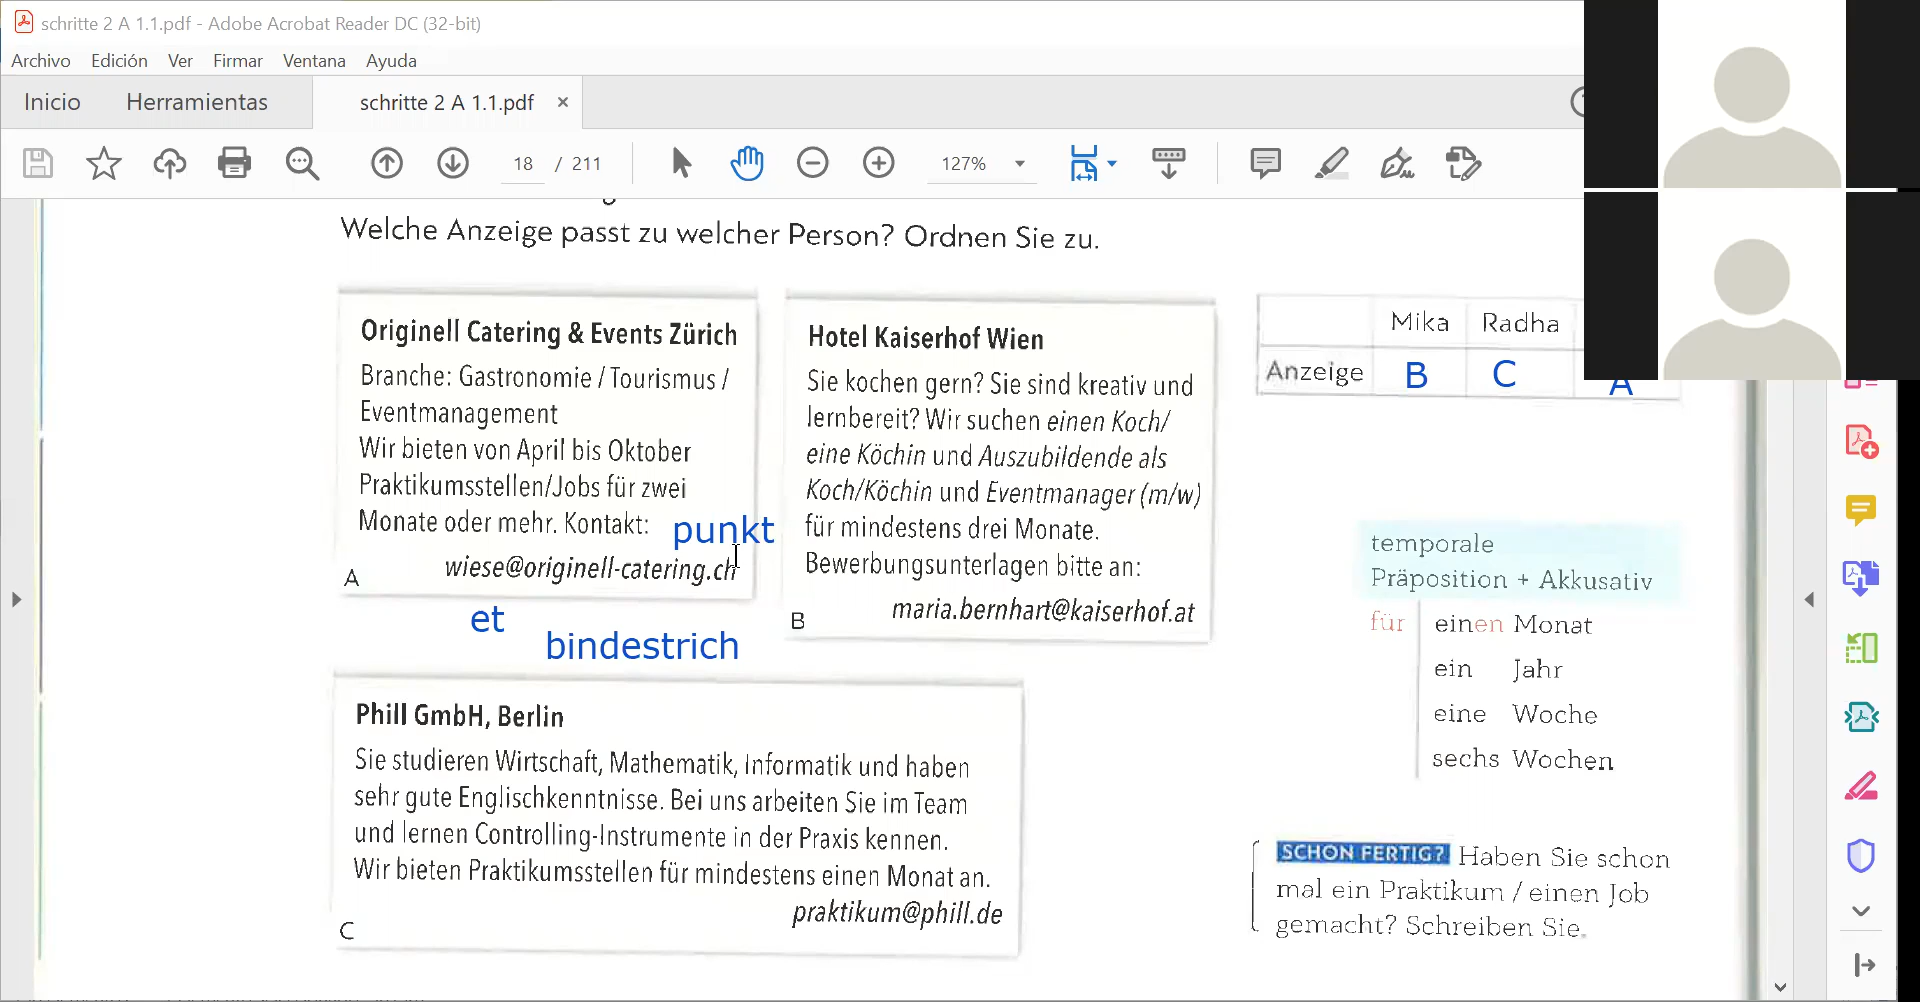 schritte 2 A 1.1.pdf - Adobe Acrobat Reader DC (32-bit)
Archivo Edición Ver Firmar Ventana Ayuda
Inicio Herramientas schritte 2 A 1.1.pdf ×
18 / 211 127%
Welche Anzeige passt zu welcher Person? Ordnen Sie zu.
Originell Catering & Events Zürich
Branche: Gastronomie / Tourismus /
Eventmanagement
Wir bieten von April bis Oktober
Praktikumsstellen/Jobs für zwei
Monate oder mehr. Kontakt:
punkt
wiese@originell-catering.ch
A
et
bindestrich
Hotel Kaiserhof Wien
Sie kochen gern? Sie sind kreativ und
lernbereit? Wir suchen einen Koch/
eine Köchin und Auszubildende als
Koch/Köchin und Eventmanager (m/w)
für mindestens drei Monate.
Bewerbungsunterlagen bitte an:
maria.bernhart@kaiserhof.at
B
Phill GmbH, Berlin
Sie studieren Wirtschaft, Mathematik, Informatik und haben
sehr gute Englischkenntnisse. Bei uns arbeiten Sie im Team
und lernen Controlling-Instrumente in der Praxis kennen.
Wir bieten Praktikumsstellen für mindestens einen Monat an.
praktikum@phill.de
C
Mika Radha
Anzeige B C A
temporale
Präposition + Akkusativ
für einen Monat
ein Jahr
eine Woche
sechs Wochen
SCHON FERTIG? Haben Sie schon
mal ein Praktikum / einen Job
gemacht? Schreiben Sie.